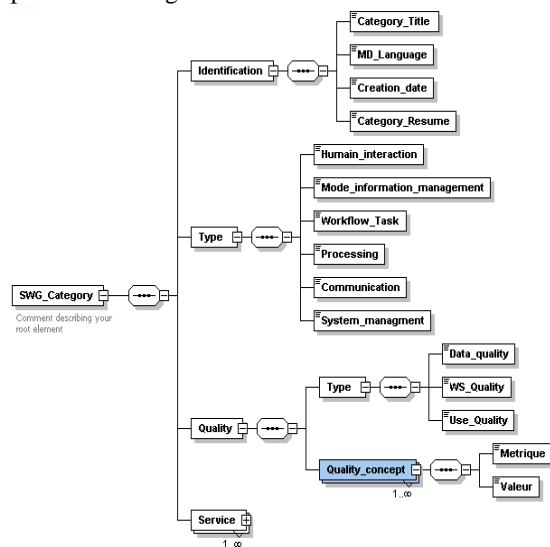 Category_Title
MD_Language
Identification
Creation_date
Category_Resume
Humain_interaction
Mode_information_management
Workflow_Task
Type
Processing
Communication
SWG_Category
System_managment
Comment describing your
root element
Data_quality
Type
WS_Quality
Use_Quality
Quality
Metrique
Quality_concept
Valeur
1..∞
Service
1..∞